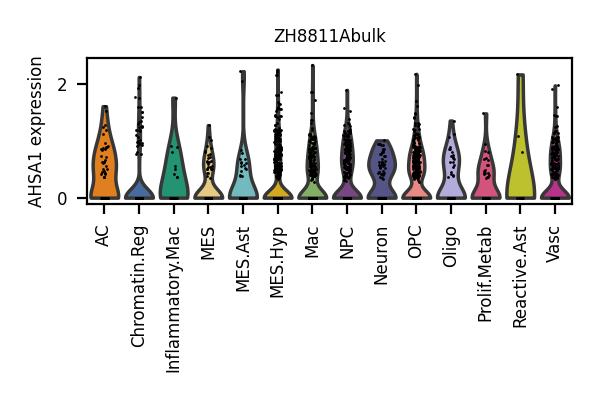 ZH8811Abulk
AHSA1 expression
2
0
AC
Chromatin.Reg
Inflammatory.Mac
MES
MES.Ast
MES.Hyp
Mac
NPC
Neuron
OPC
Oligo
Prolif.Metab
Reactive.Ast
Vasc